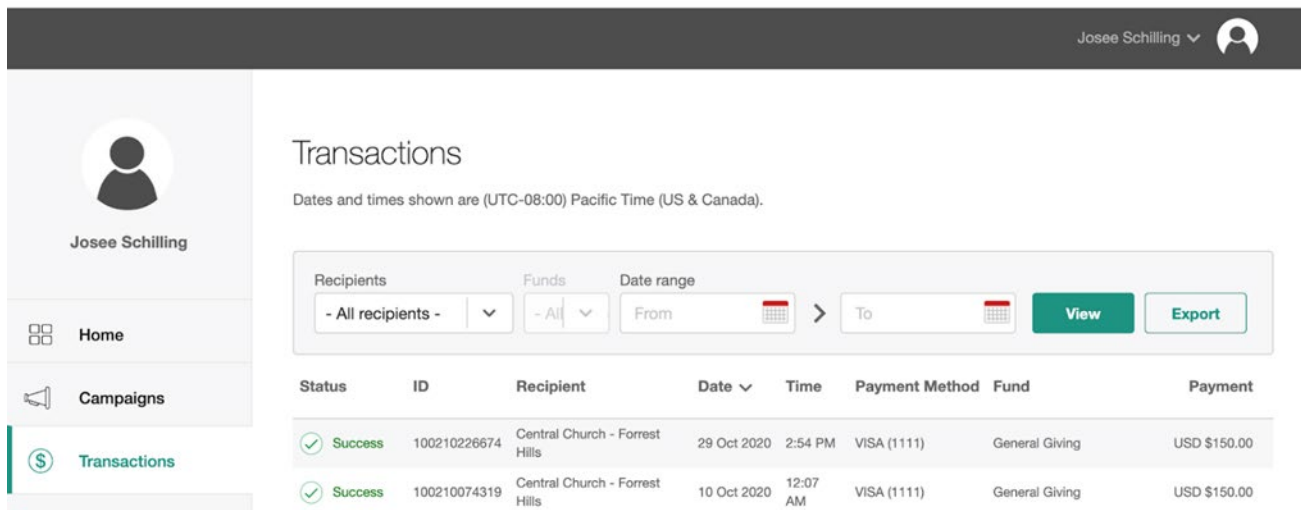 Josee Schilling
Josee Schilling
Transactions
Dates and times shown are (UTC-08:00) Pacific Time (US & Canada).
Recipients Funds Date range
- All recipients - - All From To View Export
Home
Campaigns
Transactions
Status ID Recipient Date Time Payment Method Fund Payment
Success 100210226674 Central Church - Forrest Hills 29 Oct 2020 2:54 PM VISA (1111) General Giving USD $150.00
Success 100210074319 Central Church - Forrest Hills 10 Oct 2020 12:07 AM VISA (1111) General Giving USD $150.00